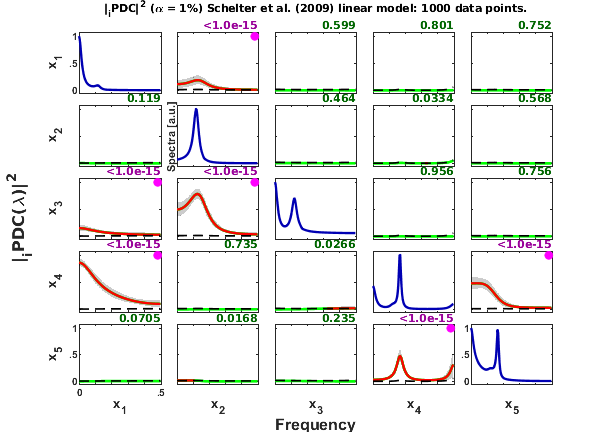 |ᵢPDC|² (α = 1%) Schelter et al. (2009) linear model: 1000 data points.
<1.0e-15 0.599 0.801 0.752
x₁ 1 .5 0
0.119 0.464 0.0334 0.568
x₂ Spectra [a.u.]
<1.0e-15 <1.0e-15 0.956 0.756
x₃
<1.0e-15 0.735 0.0266 <1.0e-15
x₄
0.0705 0.0168 0.235 <1.0e-15
x₅ 1 .5 0
0 .5
x₁ x₂ x₃ x₄ x₅
Frequency
|ᵢPDC(λ)|²